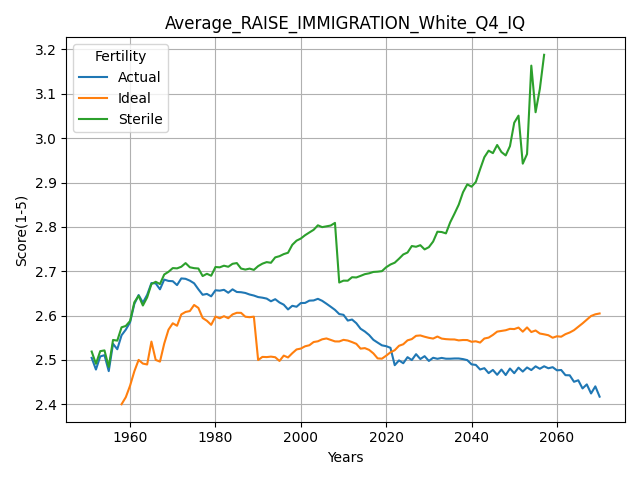 Average_RAISE_IMMIGRATION_White_Q4_IQ
Fertility
Actual
Ideal
Sterile
Score(1-5)
3.2
3.1
3.0
2.9
2.8
2.7
2.6
2.5
2.4
1960 1980 2000 2020 2040 2060
Years